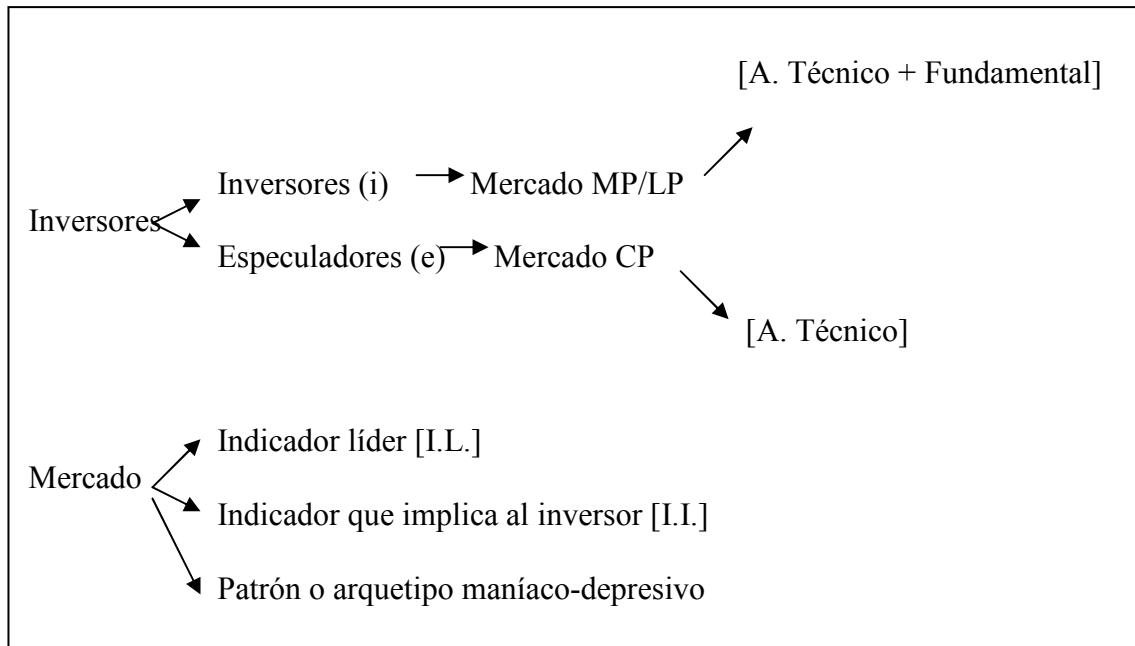 [A. Técnico + Fundamental]
Inversores (i) Mercado MP/LP
Inversores
Especuladores (e) Mercado CP
[A. Técnico]
Indicador líder [I.L.]
Mercado
Indicador que implica al inversor [I.I.]
Patrón o arquetipo maníaco-depresivo